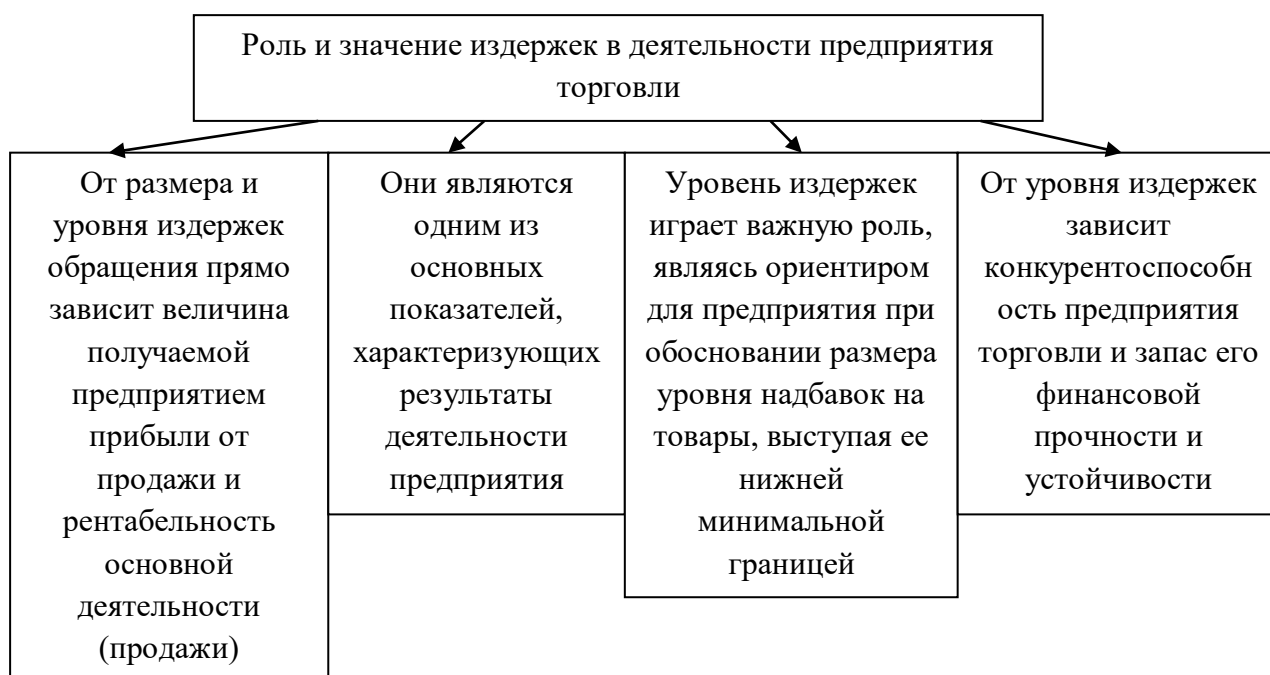 Роль и значение издержек в деятельности предприятия
торговли
От размера и
уровня издержек
обращения прямо
зависит величина
получаемой
предприятием
прибыли от
продажи и
рентабельность
основной
деятельности
(продажи)
Они являются
одним из
основных
показателей,
характеризующих
результаты
деятельности
предприятия
Уровень издержек
играет важную роль,
являясь ориентиром
для предприятия при
обосновании размера
уровня надбавок на
товары, выступая ее
нижней
минимальной
границей
От уровня издержек
зависит
конкурентоспособн
ость предприятия
торговли и запас его
финансовой
прочности и
устойчивости